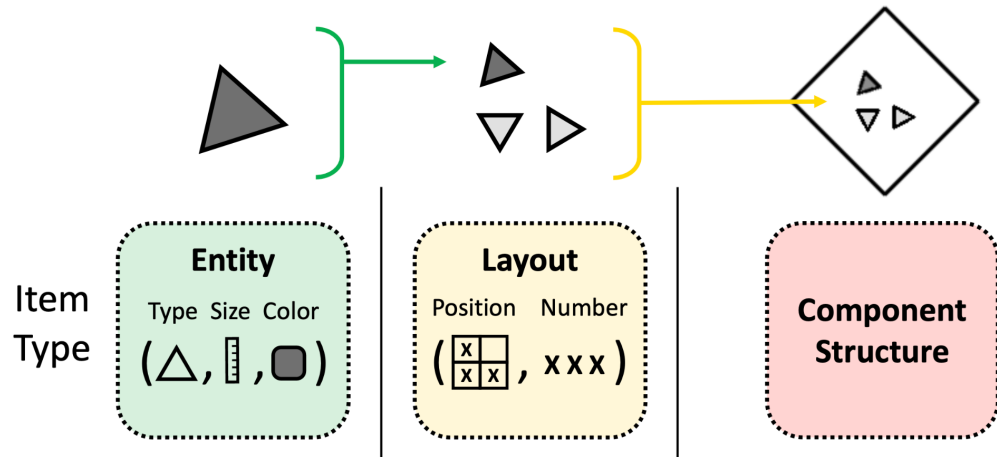 Entity
Layout
Item
Type
Type Size Color
Position Number
x
x x
x x x
Component
Structure